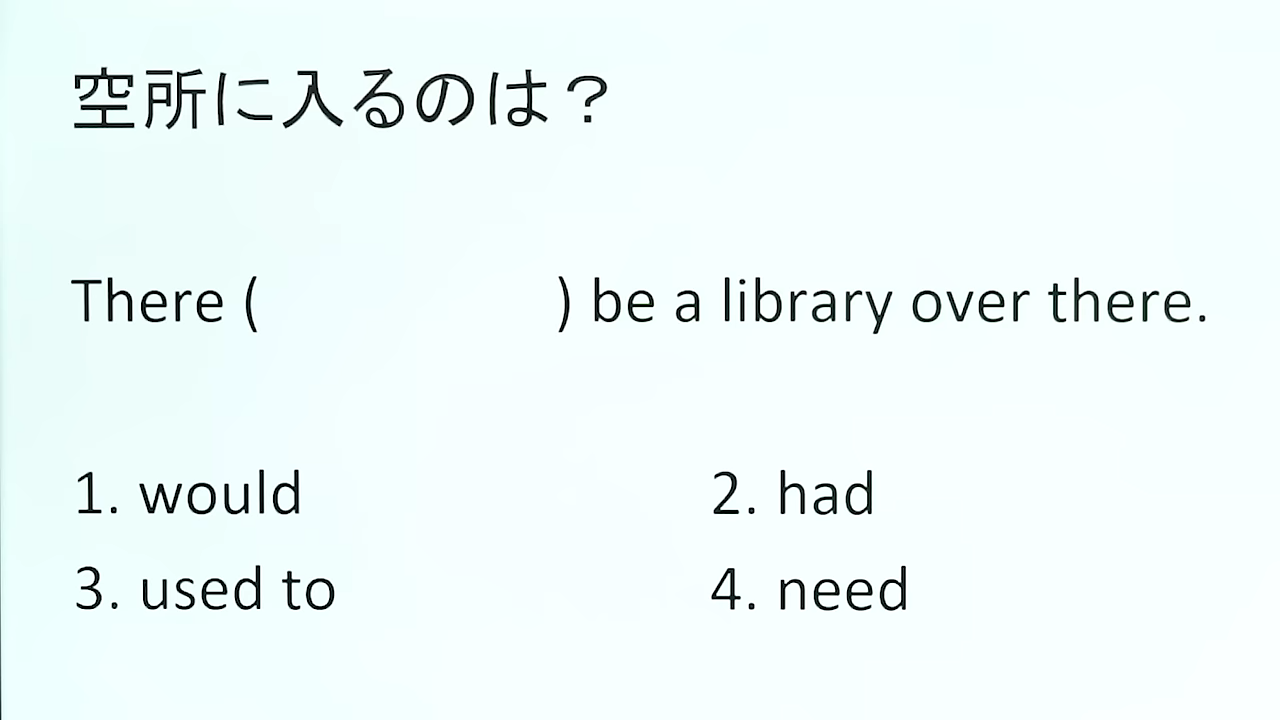 空所に入るのは？
There ( ) be a library over there.
1. would 2. had
3. used to 4. need